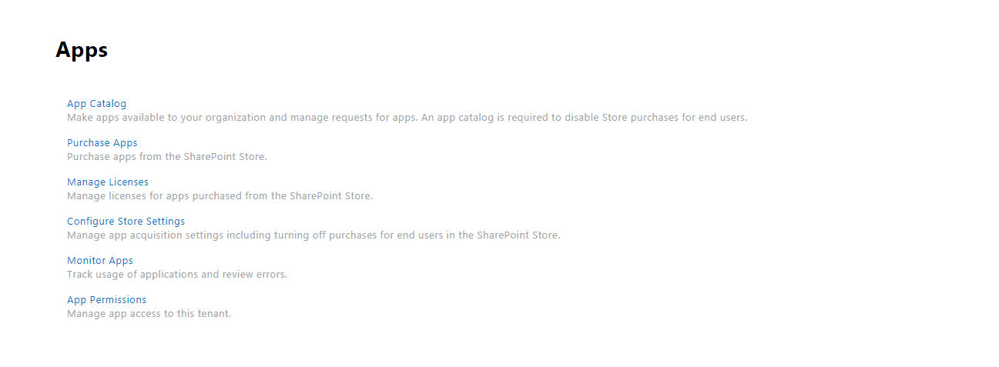 Apps
App Catalog
Make apps available to your organization and manage requests for apps. An app catalog is required to disable Store purchases for end users.
Purchase Apps
Purchase apps from the SharePoint Store.
Manage Licenses
Manage licenses for apps purchased from the SharePoint Store.
Configure Store Settings
Manage app acquisition settings including turning off purchases for end users in the SharePoint Store.
Monitor Apps
Track usage of applications and review errors.
App Permissions
Manage app access to this tenant.